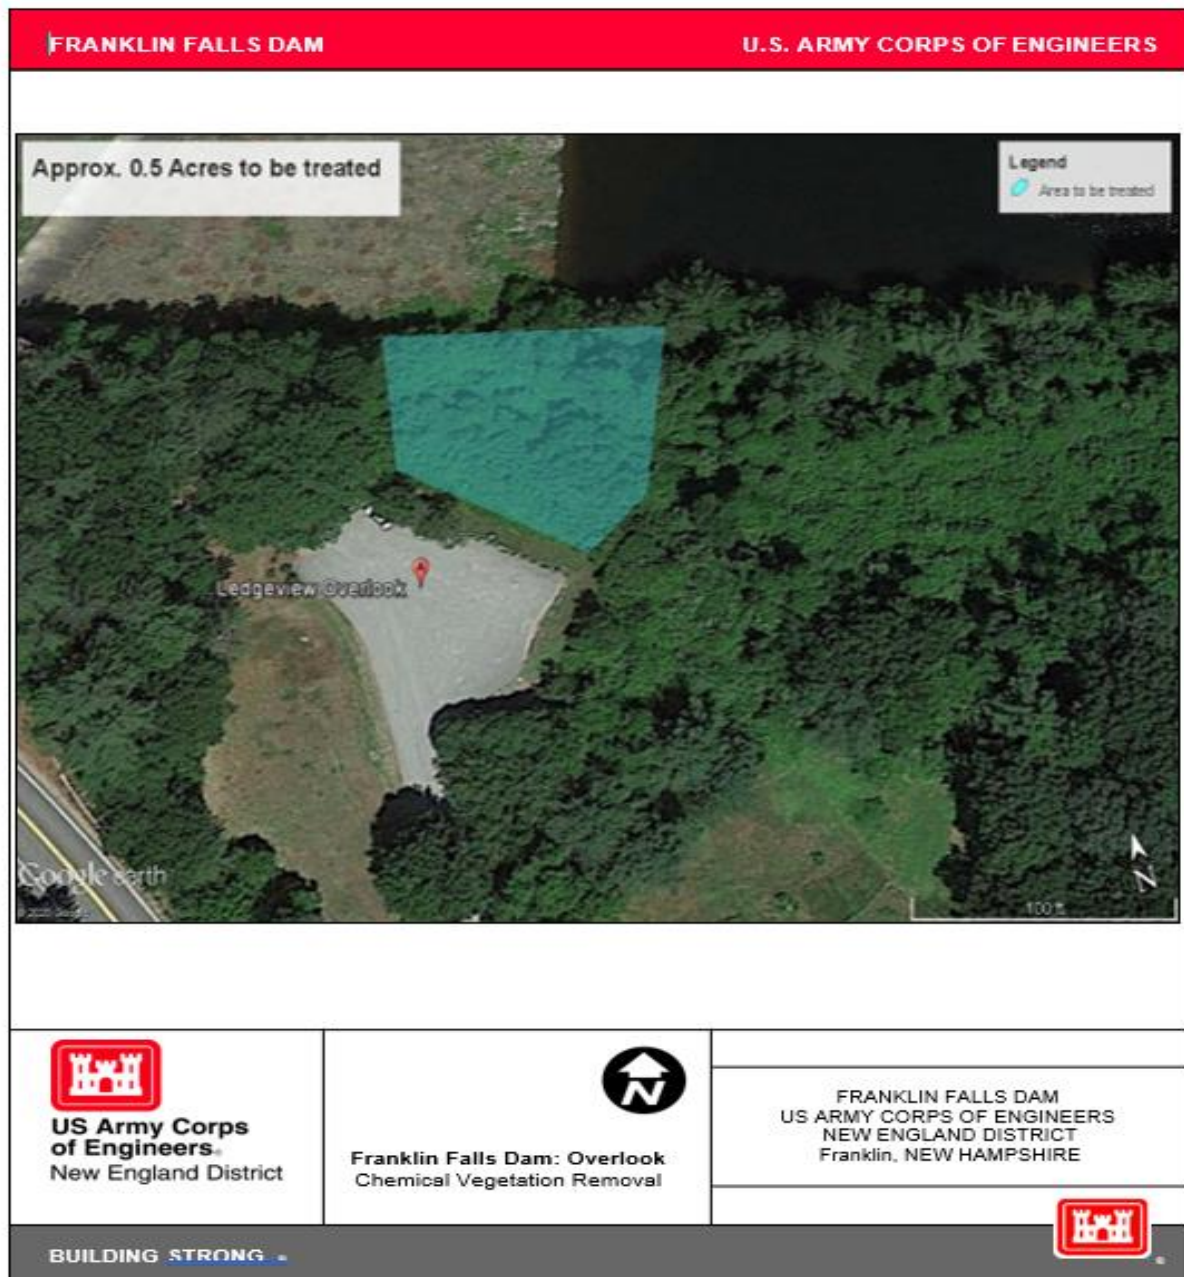 FRANKLIN FALLS DAM
U.S. ARMY CORPS OF ENGINEERS
Approx. 0.5 Acres to be treated
Legend
Area to be treated
Ledgeview Overlook
Google earth
N
100 ft
US Army Corps
of Engineers®
New England District
N
Franklin Falls Dam: Overlook
Chemical Vegetation Removal
FRANKLIN FALLS DAM
US ARMY CORPS OF ENGINEERS
NEW ENGLAND DISTRICT
Franklin, NEW HAMPSHIRE
BUILDING STRONG ®
®